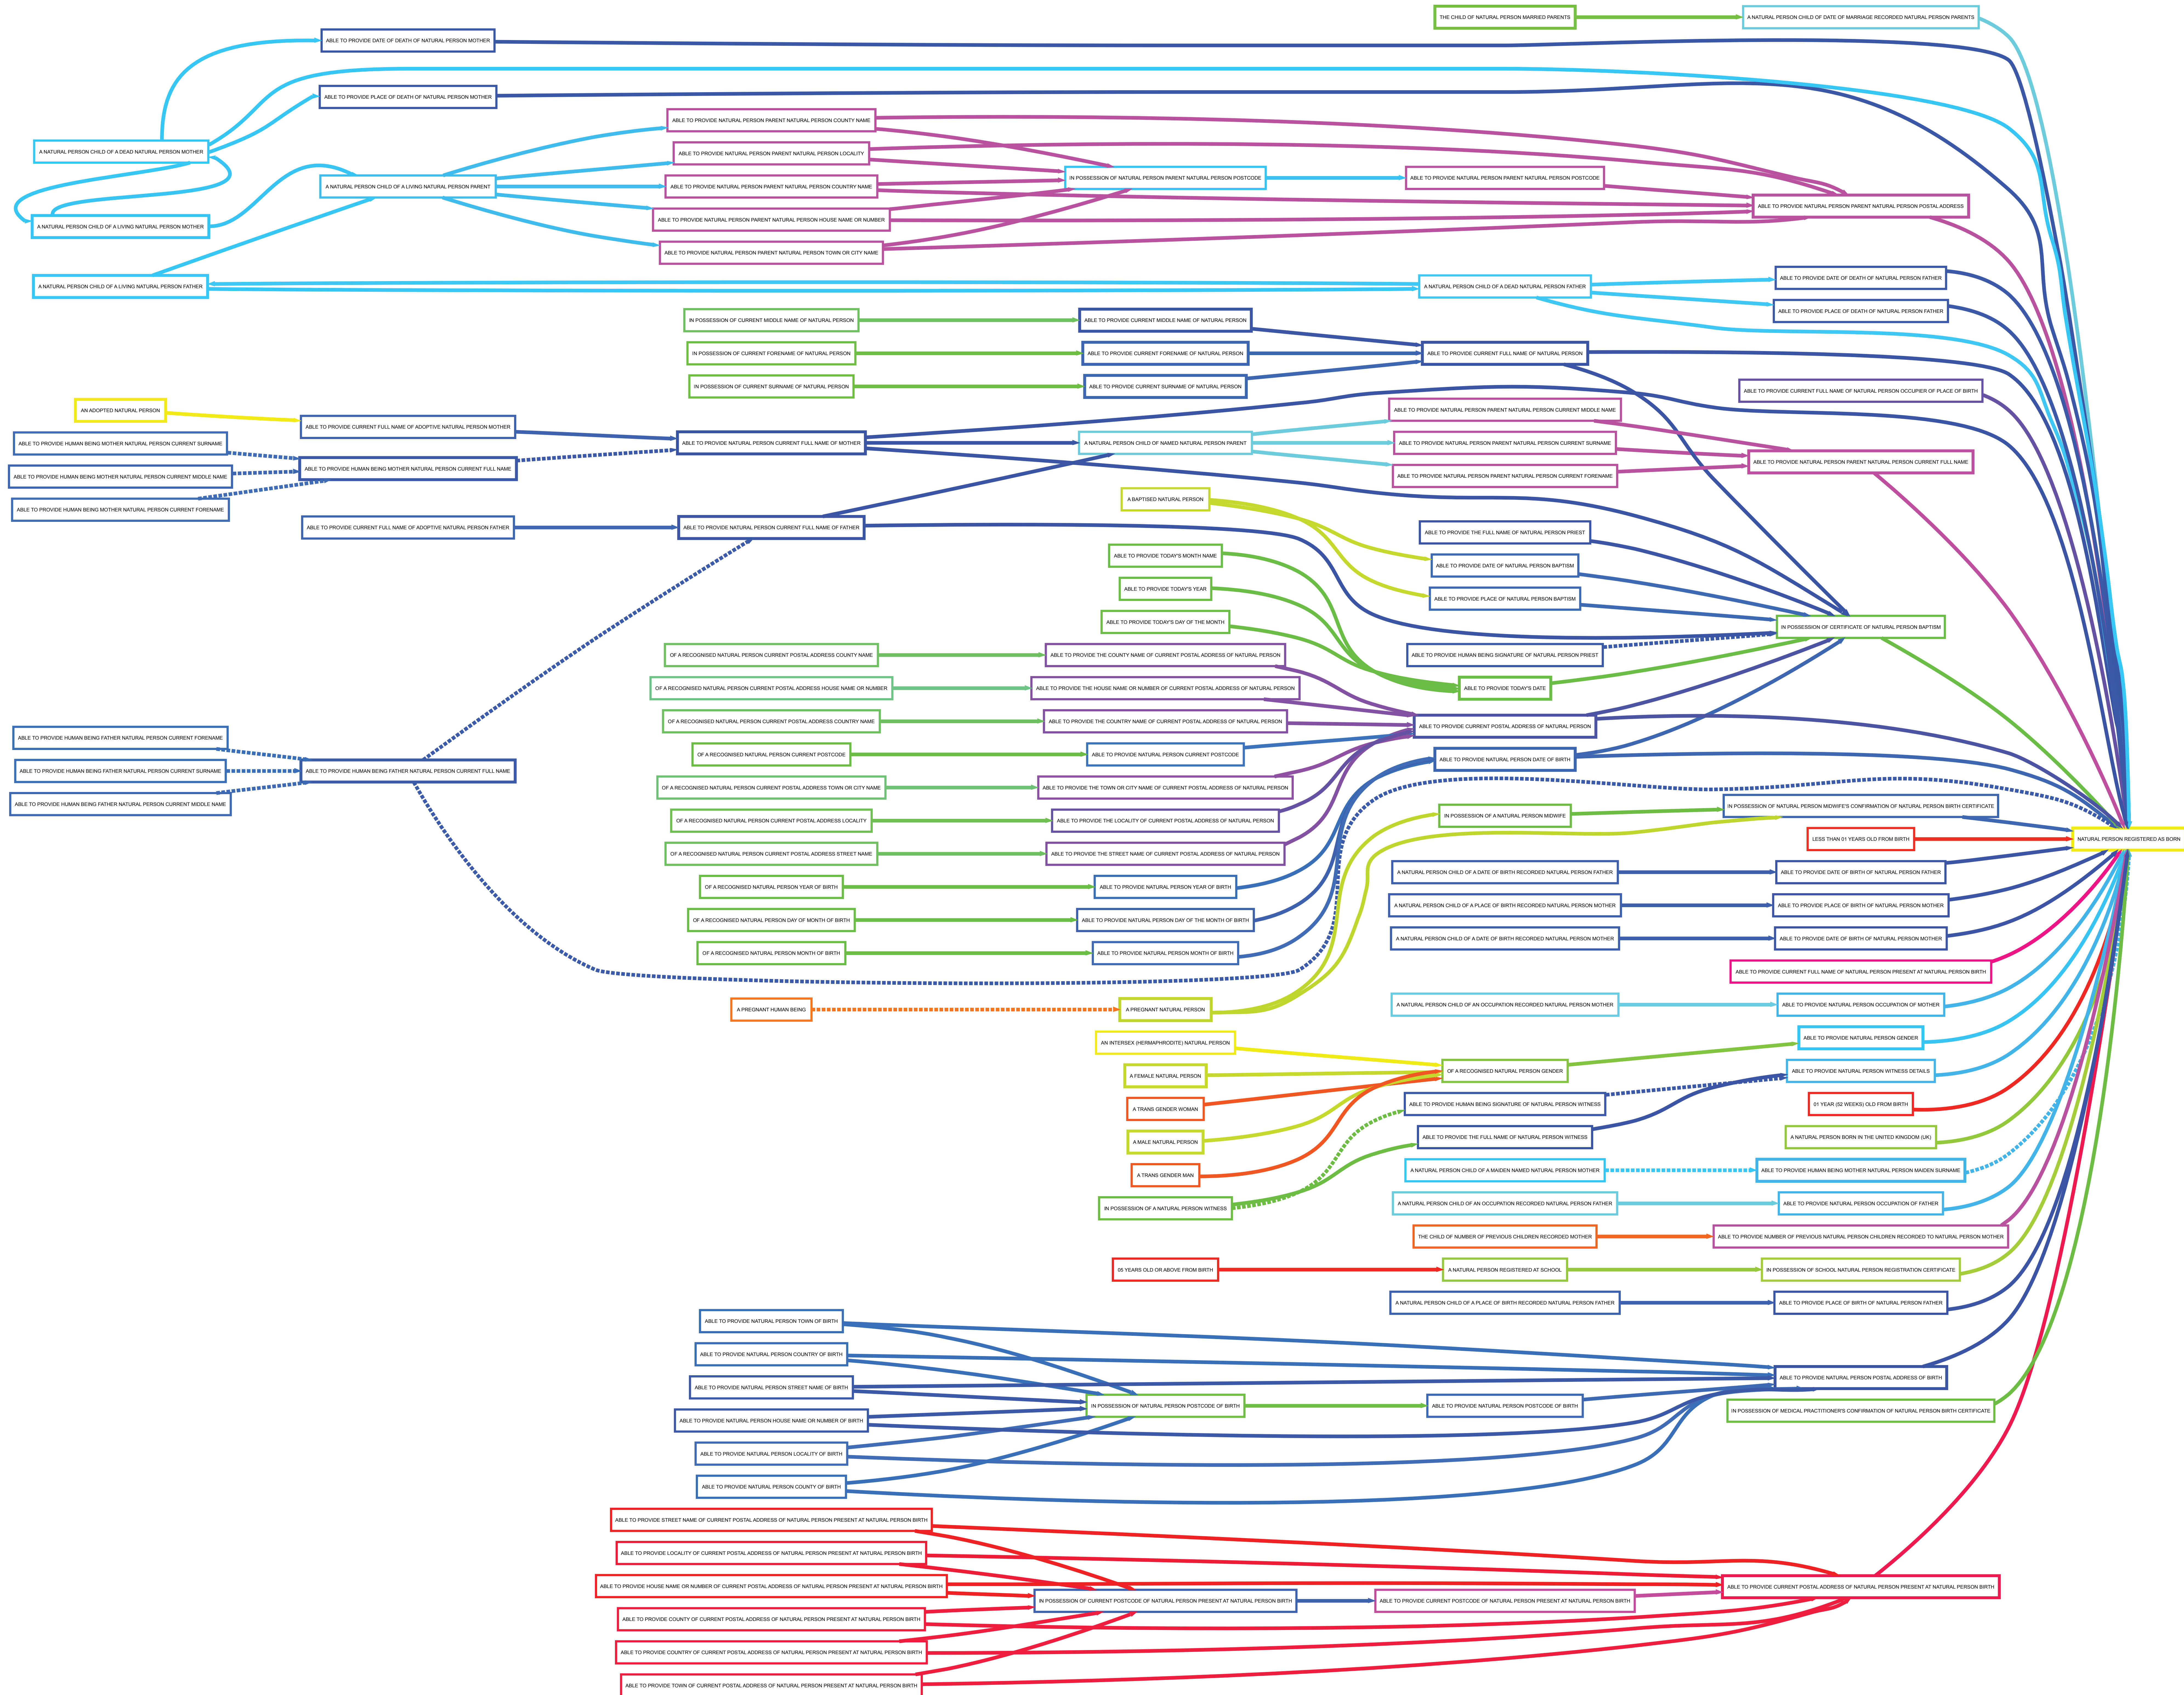 THE CHILD OF NATURAL PERSON MARRIED PARENTS
A NATURAL PERSON CHILD OF DATE OF MARRIAGE RECORDED NATURAL PERSON PARENTS
ABLE TO PROVIDE DATE OF DEATH OF NATURAL PERSON MOTHER
ABLE TO PROVIDE PLACE OF DEATH OF NATURAL PERSON MOTHER
ABLE TO PROVIDE NATURAL PERSON PARENT NATURAL PERSON COUNTY NAME
A NATURAL PERSON CHILD OF A DEAD NATURAL PERSON MOTHER
ABLE TO PROVIDE NATURAL PERSON PARENT NATURAL PERSON LOCALITY
IN POSSESSION OF NATURAL PERSON PARENT NATURAL PERSON POSTCODE
ABLE TO PROVIDE NATURAL PERSON PARENT NATURAL PERSON POSTCODE
A NATURAL PERSON CHILD OF A LIVING NATURAL PERSON PARENT
ABLE TO PROVIDE NATURAL PERSON PARENT NATURAL PERSON COUNTRY NAME
ABLE TO PROVIDE NATURAL PERSON PARENT NATURAL PERSON POSTAL ADDRESS
ABLE TO PROVIDE NATURAL PERSON PARENT NATURAL PERSON HOUSE NAME OR NUMBER
A NATURAL PERSON CHILD OF A LIVING NATURAL PERSON MOTHER
ABLE TO PROVIDE NATURAL PERSON PARENT NATURAL PERSON TOWN OR CITY NAME
A NATURAL PERSON CHILD OF A LIVING NATURAL PERSON FATHER
A NATURAL PERSON CHILD OF A DEAD NATURAL PERSON FATHER
ABLE TO PROVIDE DATE OF DEATH OF NATURAL PERSON FATHER
ABLE TO PROVIDE PLACE OF DEATH OF NATURAL PERSON FATHER
IN POSSESSION OF CURRENT MIDDLE NAME OF NATURAL PERSON
ABLE TO PROVIDE CURRENT MIDDLE NAME OF NATURAL PERSON
IN POSSESSION OF CURRENT FORENAME OF NATURAL PERSON
ABLE TO PROVIDE CURRENT FORENAME OF NATURAL PERSON
ABLE TO PROVIDE CURRENT FULL NAME OF NATURAL PERSON
IN POSSESSION OF CURRENT SURNAME OF NATURAL PERSON
ABLE TO PROVIDE CURRENT SURNAME OF NATURAL PERSON
ABLE TO PROVIDE CURRENT FULL NAME OF NATURAL PERSON OCCUPIER OF PLACE OF BIRTH
AN ADOPTED NATURAL PERSON
ABLE TO PROVIDE NATURAL PERSON PARENT NATURAL PERSON CURRENT MIDDLE NAME
ABLE TO PROVIDE CURRENT FULL NAME OF ADOPTIVE NATURAL PERSON MOTHER
ABLE TO PROVIDE HUMAN BEING MOTHER NATURAL PERSON CURRENT SURNAME
ABLE TO PROVIDE NATURAL PERSON CURRENT FULL NAME OF MOTHER
A NATURAL PERSON CHILD OF NAMED NATURAL PERSON PARENT
ABLE TO PROVIDE NATURAL PERSON PARENT NATURAL PERSON CURRENT SURNAME
ABLE TO PROVIDE NATURAL PERSON PARENT NATURAL PERSON CURRENT FULL NAME
ABLE TO PROVIDE HUMAN BEING MOTHER NATURAL PERSON CURRENT FULL NAME
ABLE TO PROVIDE HUMAN BEING MOTHER NATURAL PERSON CURRENT MIDDLE NAME
ABLE TO PROVIDE NATURAL PERSON PARENT NATURAL PERSON CURRENT FORENAME
A BAPTISED NATURAL PERSON
ABLE TO PROVIDE HUMAN BEING MOTHER NATURAL PERSON CURRENT FORENAME
ABLE TO PROVIDE CURRENT FULL NAME OF ADOPTIVE NATURAL PERSON FATHER
ABLE TO PROVIDE NATURAL PERSON CURRENT FULL NAME OF FATHER
ABLE TO PROVIDE THE FULL NAME OF NATURAL PERSON PRIEST
ABLE TO PROVIDE TODAY'S MONTH NAME
ABLE TO PROVIDE DATE OF NATURAL PERSON BAPTISM
ABLE TO PROVIDE TODAY'S YEAR
ABLE TO PROVIDE PLACE OF NATURAL PERSON BAPTISM
ABLE TO PROVIDE TODAY'S DAY OF THE MONTH
IN POSSESSION OF CERTIFICATE OF NATURAL PERSON BAPTISM
OF A RECOGNISED NATURAL PERSON CURRENT POSTAL ADDRESS COUNTY NAME
ABLE TO PROVIDE THE COUNTY NAME OF CURRENT POSTAL ADDRESS OF NATURAL PERSON
ABLE TO PROVIDE HUMAN BEING SIGNATURE OF NATURAL PERSON PRIEST
OF A RECOGNISED NATURAL PERSON CURRENT POSTAL ADDRESS HOUSE NAME OR NUMBER
ABLE TO PROVIDE THE HOUSE NAME OR NUMBER OF CURRENT POSTAL ADDRESS OF NATURAL PERSON
ABLE TO PROVIDE TODAY'S DATE
OF A RECOGNISED NATURAL PERSON CURRENT POSTAL ADDRESS COUNTRY NAME
ABLE TO PROVIDE THE COUNTRY NAME OF CURRENT POSTAL ADDRESS OF NATURAL PERSON
ABLE TO PROVIDE CURRENT POSTAL ADDRESS OF NATURAL PERSON
ABLE TO PROVIDE HUMAN BEING FATHER NATURAL PERSON CURRENT FORENAME
OF A RECOGNISED NATURAL PERSON CURRENT POSTCODE
ABLE TO PROVIDE NATURAL PERSON CURRENT POSTCODE
ABLE TO PROVIDE NATURAL PERSON DATE OF BIRTH
ABLE TO PROVIDE HUMAN BEING FATHER NATURAL PERSON CURRENT SURNAME
ABLE TO PROVIDE HUMAN BEING FATHER NATURAL PERSON CURRENT FULL NAME
OF A RECOGNISED NATURAL PERSON CURRENT POSTAL ADDRESS TOWN OR CITY NAME
ABLE TO PROVIDE THE TOWN OR CITY NAME OF CURRENT POSTAL ADDRESS OF NATURAL PERSON
ABLE TO PROVIDE HUMAN BEING FATHER NATURAL PERSON CURRENT MIDDLE NAME
IN POSSESSION OF NATURAL PERSON MIDWIFE'S CONFIRMATION OF NATURAL PERSON BIRTH CERTIFICATE
IN POSSESSION OF A NATURAL PERSON MIDWIFE
OF A RECOGNISED NATURAL PERSON CURRENT POSTAL ADDRESS LOCALITY
ABLE TO PROVIDE THE LOCALITY OF CURRENT POSTAL ADDRESS OF NATURAL PERSON
LESS THAN 01 YEARS OLD FROM BIRTH
NATURAL PERSON REGISTERED AS BORN
OF A RECOGNISED NATURAL PERSON CURRENT POSTAL ADDRESS STREET NAME
ABLE TO PROVIDE THE STREET NAME OF CURRENT POSTAL ADDRESS OF NATURAL PERSON
A NATURAL PERSON CHILD OF A DATE OF BIRTH RECORDED NATURAL PERSON FATHER
ABLE TO PROVIDE DATE OF BIRTH OF NATURAL PERSON FATHER
OF A RECOGNISED NATURAL PERSON YEAR OF BIRTH
ABLE TO PROVIDE NATURAL PERSON YEAR OF BIRTH
A NATURAL PERSON CHILD OF A PLACE OF BIRTH RECORDED NATURAL PERSON MOTHER
ABLE TO PROVIDE PLACE OF BIRTH OF NATURAL PERSON MOTHER
OF A RECOGNISED NATURAL PERSON DAY OF MONTH OF BIRTH
ABLE TO PROVIDE NATURAL PERSON DAY OF THE MONTH OF BIRTH
A NATURAL PERSON CHILD OF A DATE OF BIRTH RECORDED NATURAL PERSON MOTHER
ABLE TO PROVIDE DATE OF BIRTH OF NATURAL PERSON MOTHER
OF A RECOGNISED NATURAL PERSON MONTH OF BIRTH
ABLE TO PROVIDE NATURAL PERSON MONTH OF BIRTH
ABLE TO PROVIDE CURRENT FULL NAME OF NATURAL PERSON PRESENT AT NATURAL PERSON BIRTH
A PREGNANT HUMAN BEING
A PREGNANT NATURAL PERSON
A NATURAL PERSON CHILD OF AN OCCUPATION RECORDED NATURAL PERSON MOTHER
ABLE TO PROVIDE NATURAL PERSON OCCUPATION OF MOTHER
AN INTERSEX (HERMAPHRODITE) NATURAL PERSON
ABLE TO PROVIDE NATURAL PERSON GENDER
A FEMALE NATURAL PERSON
OF A RECOGNISED NATURAL PERSON GENDER
ABLE TO PROVIDE NATURAL PERSON WITNESS DETAILS
A TRANS GENDER WOMAN
ABLE TO PROVIDE HUMAN BEING SIGNATURE OF NATURAL PERSON WITNESS
01 YEAR (52 WEEKS) OLD FROM BIRTH
A MALE NATURAL PERSON
ABLE TO PROVIDE THE FULL NAME OF NATURAL PERSON WITNESS
A NATURAL PERSON BORN IN THE UNITED KINGDOM (UK)
A TRANS GENDER MAN
A NATURAL PERSON CHILD OF A MAIDEN NAMED NATURAL PERSON MOTHER
ABLE TO PROVIDE HUMAN BEING MOTHER NATURAL PERSON MAIDEN SURNAME
IN POSSESSION OF A NATURAL PERSON WITNESS
A NATURAL PERSON CHILD OF AN OCCUPATION RECORDED NATURAL PERSON FATHER
ABLE TO PROVIDE NATURAL PERSON OCCUPATION OF FATHER
THE CHILD OF NUMBER OF PREVIOUS CHILDREN RECORDED MOTHER
ABLE TO PROVIDE NUMBER OF PREVIOUS NATURAL PERSON CHILDREN RECORDED TO NATURAL PERSON MOTHER
05 YEARS OLD OR ABOVE FROM BIRTH
A NATURAL PERSON REGISTERED AT SCHOOL
IN POSSESSION OF SCHOOL NATURAL PERSON REGISTRATION CERTIFICATE
A NATURAL PERSON CHILD OF A PLACE OF BIRTH RECORDED NATURAL PERSON FATHER
ABLE TO PROVIDE PLACE OF BIRTH OF NATURAL PERSON FATHER
ABLE TO PROVIDE NATURAL PERSON TOWN OF BIRTH
ABLE TO PROVIDE NATURAL PERSON COUNTRY OF BIRTH
ABLE TO PROVIDE NATURAL PERSON POSTAL ADDRESS OF BIRTH
ABLE TO PROVIDE NATURAL PERSON STREET NAME OF BIRTH
IN POSSESSION OF NATURAL PERSON POSTCODE OF BIRTH
ABLE TO PROVIDE NATURAL PERSON POSTCODE OF BIRTH
IN POSSESSION OF MEDICAL PRACTITIONER'S CONFIRMATION OF NATURAL PERSON BIRTH CERTIFICATE
ABLE TO PROVIDE NATURAL PERSON HOUSE NAME OR NUMBER OF BIRTH
ABLE TO PROVIDE NATURAL PERSON LOCALITY OF BIRTH
ABLE TO PROVIDE NATURAL PERSON COUNTY OF BIRTH
ABLE TO PROVIDE STREET NAME OF CURRENT POSTAL ADDRESS OF NATURAL PERSON PRESENT AT NATURAL PERSON BIRTH
ABLE TO PROVIDE LOCALITY OF CURRENT POSTAL ADDRESS OF NATURAL PERSON PRESENT AT NATURAL PERSON BIRTH
ABLE TO PROVIDE HOUSE NAME OR NUMBER OF CURRENT POSTAL ADDRESS OF NATURAL PERSON PRESENT AT NATURAL PERSON BIRTH
ABLE TO PROVIDE CURRENT POSTAL ADDRESS OF NATURAL PERSON PRESENT AT NATURAL PERSON BIRTH
IN POSSESSION OF CURRENT POSTCODE OF NATURAL PERSON PRESENT AT NATURAL PERSON BIRTH
ABLE TO PROVIDE CURRENT POSTCODE OF NATURAL PERSON PRESENT AT NATURAL PERSON BIRTH
ABLE TO PROVIDE COUNTY OF CURRENT POSTAL ADDRESS OF NATURAL PERSON PRESENT AT NATURAL PERSON BIRTH
ABLE TO PROVIDE COUNTRY OF CURRENT POSTAL ADDRESS OF NATURAL PERSON PRESENT AT NATURAL PERSON BIRTH
ABLE TO PROVIDE TOWN OF CURRENT POSTAL ADDRESS OF NATURAL PERSON PRESENT AT NATURAL PERSON BIRTH